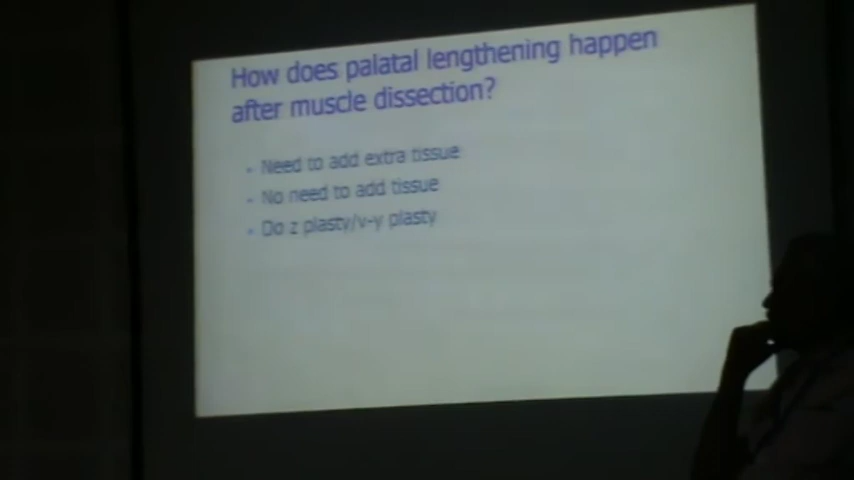 How does palatal lengthening happen
after muscle dissection?
- Need to add extra tissue
- No need to add tissue
- Do z plasty/v-y plasty